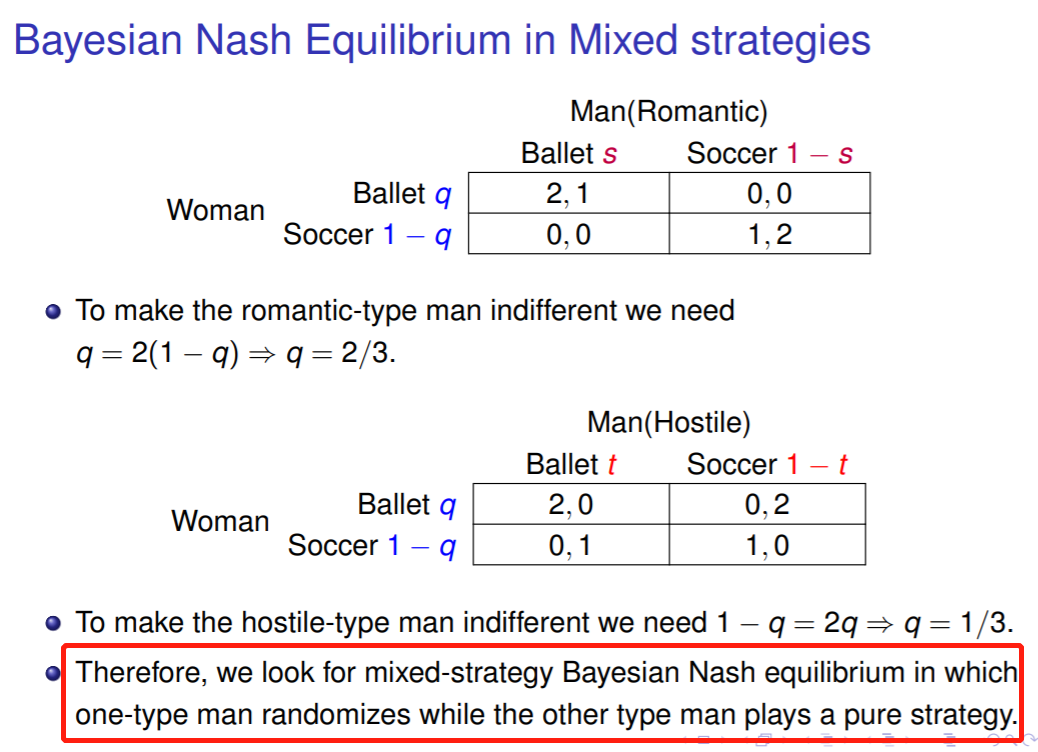 Bayesian Nash Equilibrium in Mixed strategies
Man(Romantic)
Ballet s Soccer 1 − s
Ballet q 2, 1 0, 0
Woman
Soccer 1 − q 0, 0 1, 2
To make the romantic-type man indifferent we need
q = 2(1 − q) ⇒ q = 2/3.
Man(Hostile)
Ballet t Soccer 1 − t
Ballet q 2, 0 0, 2
Woman
Soccer 1 − q 0, 1 1, 0
To make the hostile-type man indifferent we need 1 − q = 2q ⇒ q = 1/3.
Therefore, we look for mixed-strategy Bayesian Nash equilibrium in which
one-type man randomizes while the other type man plays a pure strategy.